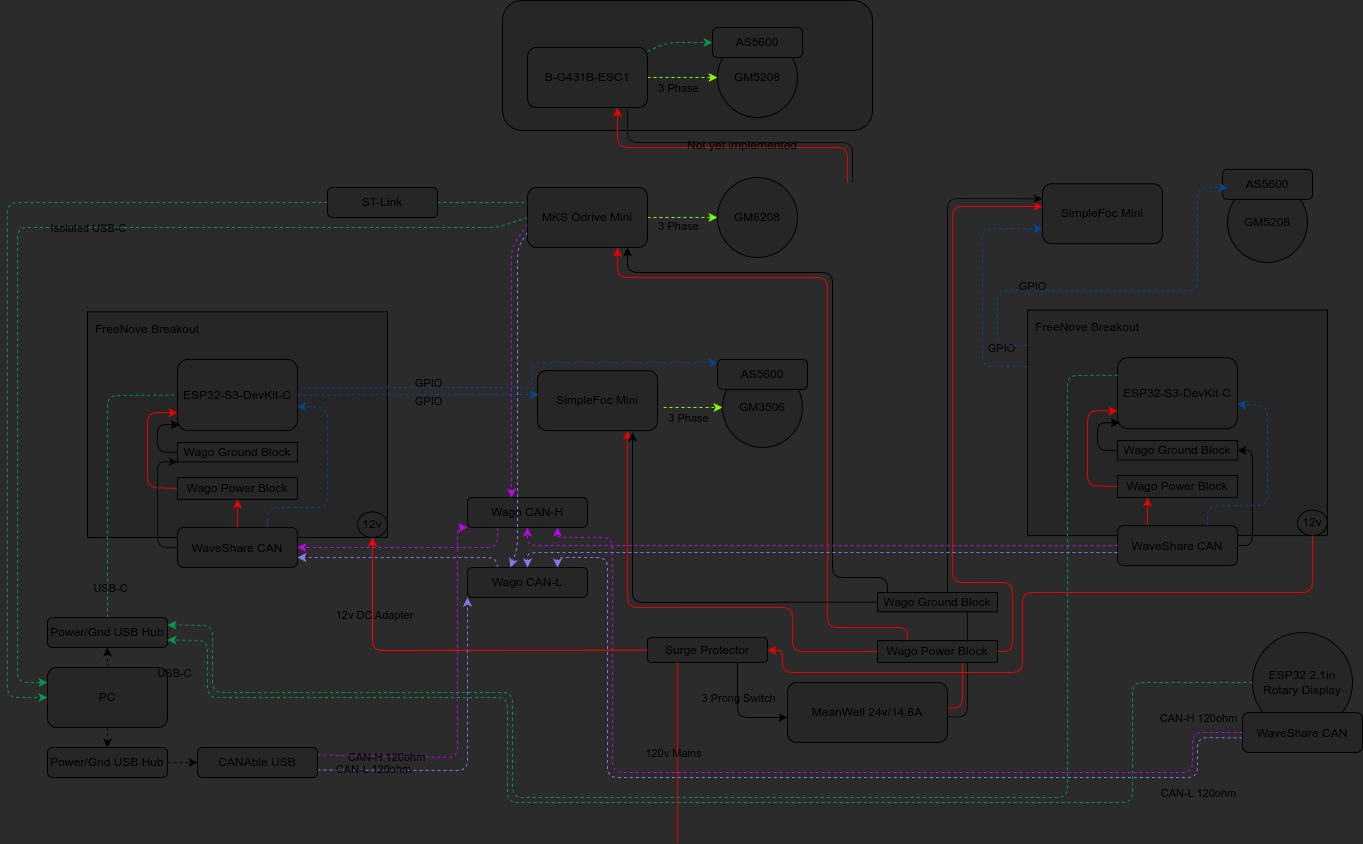 AS5600
B-G431B-ESC1
GM5208
3 Phase
Not yet implemented
ST-Link
MKS Odrive Mini
GM6208
3 Phase
Isolated USB-C
AS5600
SimpleFoc Mini
GM5208
GPIO
GPIO
FreeNove Breakout
ESP32-S3-DevKit-C
Wago Ground Block
Wago Power Block
12v
WaveShare CAN
GPIO
GPIO
SimpleFoc Mini
AS5600
GM3506
3 Phase
FreeNove Breakout
ESP32-S3-DevKit-C
Wago Ground Block
Wago Power Block
12v
WaveShare CAN
Wago CAN-H
Wago CAN-L
USB-C
12v DC Adapter
Power/Gnd USB Hub
USB-C
PC
Power/Gnd USB Hub
CANAble USB
CAN-H 120ohm
CAN-L 120ohm
Wago Ground Block
Surge Protector
Wago Power Block
3 Prong Switch
MeanWell 24v/14.6A
120v Mains
ESP32 2.1in
Rotary Display
CAN-H 120ohm
WaveShare CAN
CAN-L 120ohm